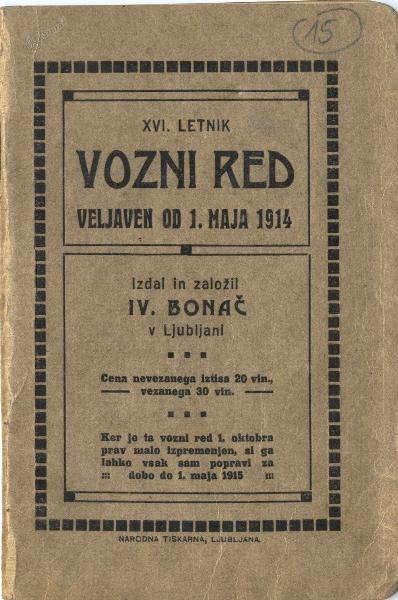 15
XVI. LETNIK
VOZNI RED
VELJAVEN OD 1. MAJA 1914
Izdal in založil
IV. BONAČ
v Ljubljani
Cena nevezanega iztisa 20 vin.,
vezanega 30 vin.
Ker je ta vozni red 1. oktobra
prav malo izpremenjen, si ga
lahko vsak sam popravi za
dobo do 1. maja 1915
NARODNA TISKARNA, LJUBLJANA.